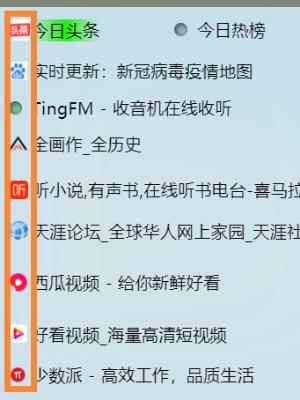 头条 今日头条 今日热榜
实时更新：新冠病毒疫情地图
TingFM - 收音机在线收听
全画作_全历史
听 听小说,有声书,在线听书电台-喜马拉
天涯论坛_全球华人网上家园_天涯社
西瓜视频 - 给你新鲜好看
好看视频_海量高清短视频
π 少数派 - 高效工作，品质生活